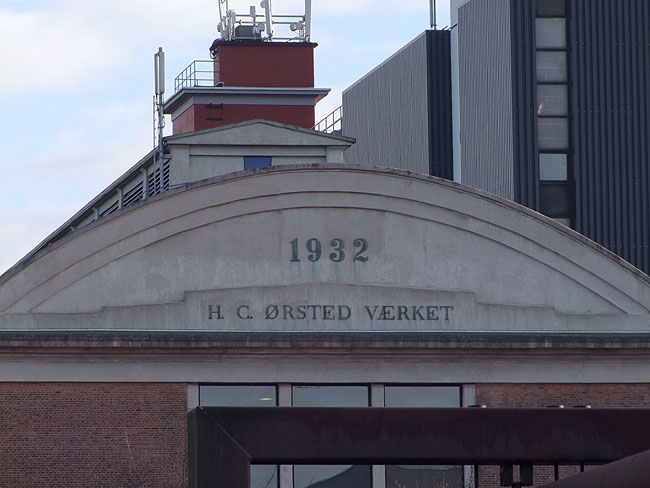 1932
H. C. ØRSTED VÆRKET